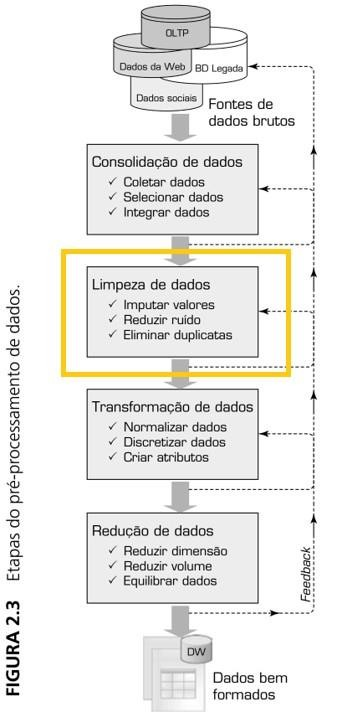 OLTP
Dados da Web
BD Legada
Dados sociais
Fontes de
dados brutos
Consolidação de dados
✓ Coletar dados
✓ Selecionar dados
✓ Integrar dados
Limpeza de dados
✓ Imputar valores
✓ Reduzir ruído
✓ Eliminar duplicatas
Transformação de dados
✓ Normalizar dados
✓ Discretizar dados
✓ Criar atributos
Redução de dados
✓ Reduzir dimensão
✓ Reduzir volume
✓ Equilibrar dados
Feedback
DW
Dados bem
formados
FIGURA 2.3 Etapas do pré-processamento de dados.